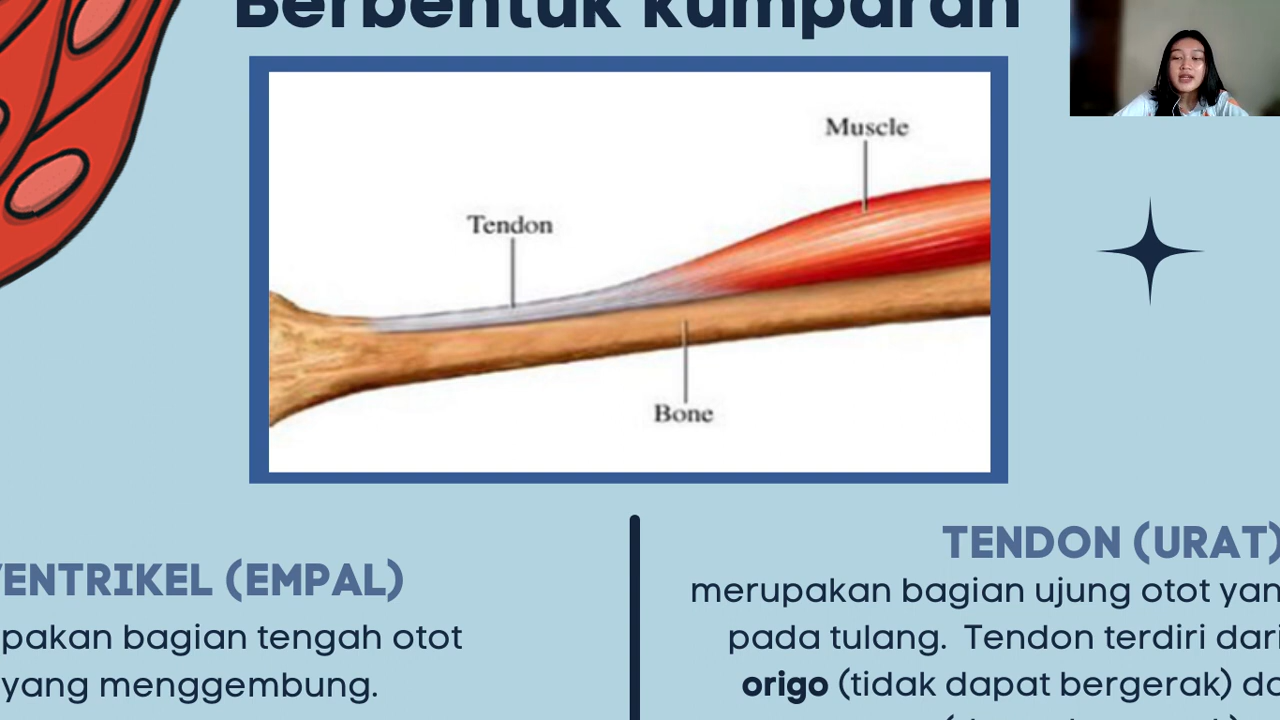 Berbentuk kumparan
Muscle
Tendon
Bone
VENTRIKEL (EMPAL)
pakan bagian tengah otot
yang menggembung.
TENDON (URAT)
merupakan bagian ujung otot yan
pada tulang. Tendon terdiri dari
origo (tidak dapat bergerak) da